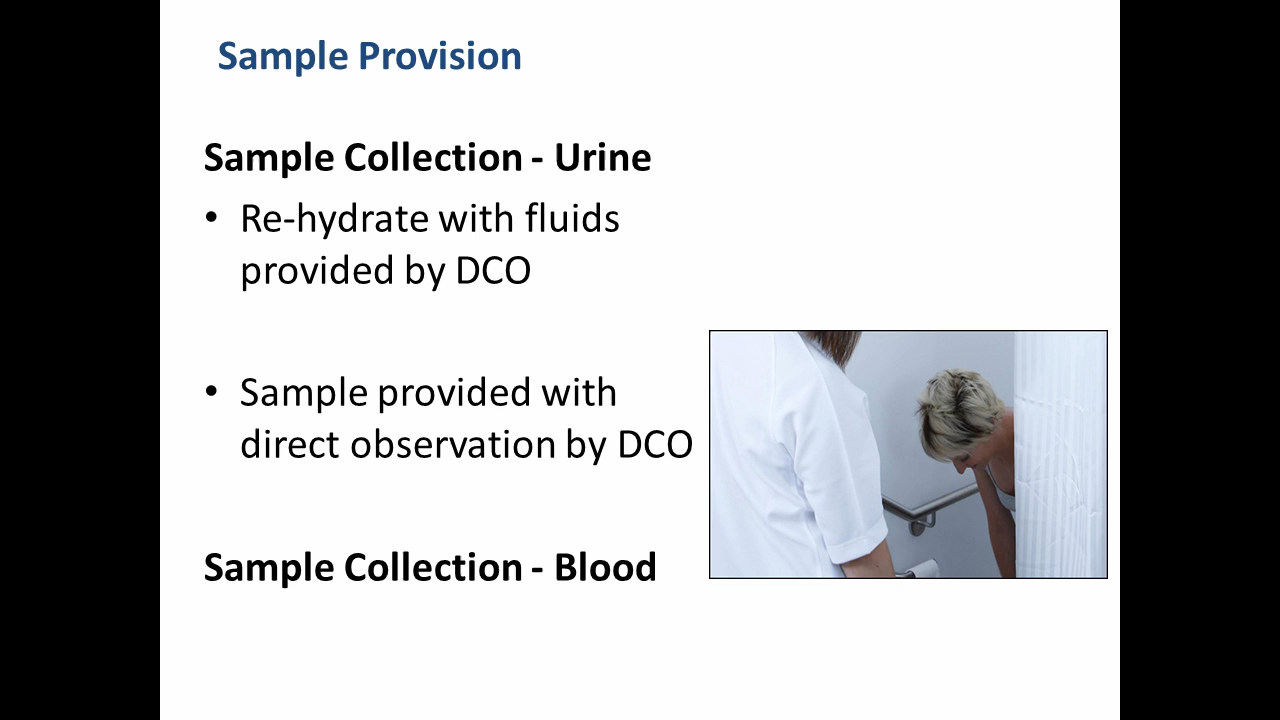 Sample Provision
Sample Collection - Urine
• Re-hydrate with fluids
provided by DCO
• Sample provided with
direct observation by DCO
Sample Collection - Blood